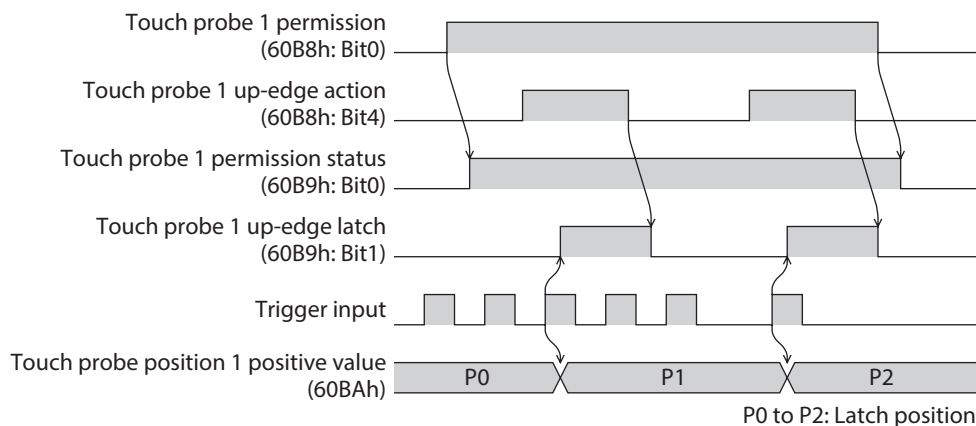 Touch probe 1 permission
(60B8h: Bit0)
Touch probe 1 up-edge action
(60B8h: Bit4)
Touch probe 1 permission status
(60B9h: Bit0)
Touch probe 1 up-edge latch
(60B9h: Bit1)
Trigger input
Touch probe position 1 positive value
(60BAh)
P0 P1 P2
P0 to P2: Latch position